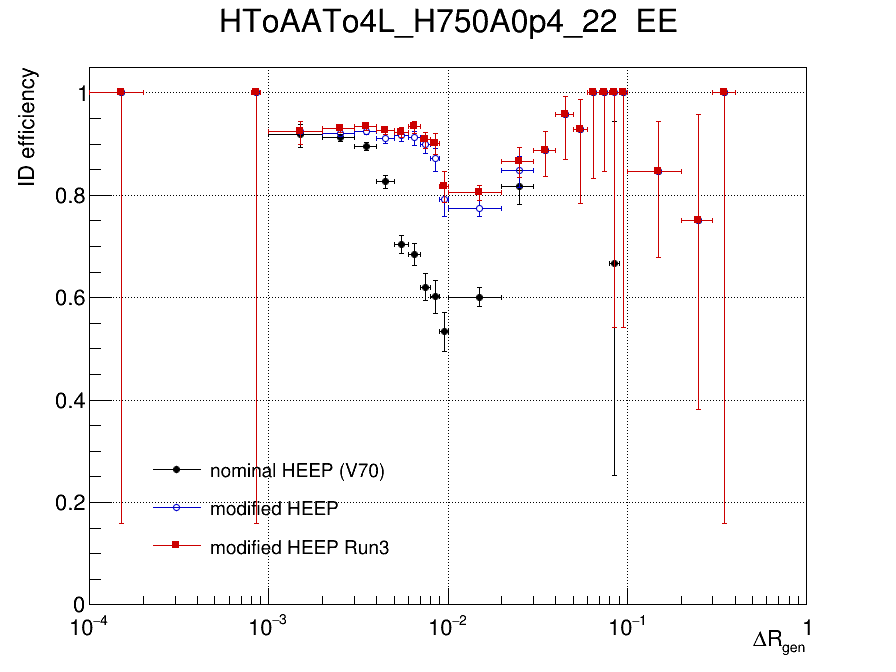 HToAATo4L_H750A0p4_22 EE
ID efficiency
1
0.8
0.6
0.4
0.2
0
nominal HEEP (V70)
modified HEEP
modified HEEP Run3
10⁻⁴ 10⁻³ 10⁻² 10⁻¹ 1
ΔR_gen